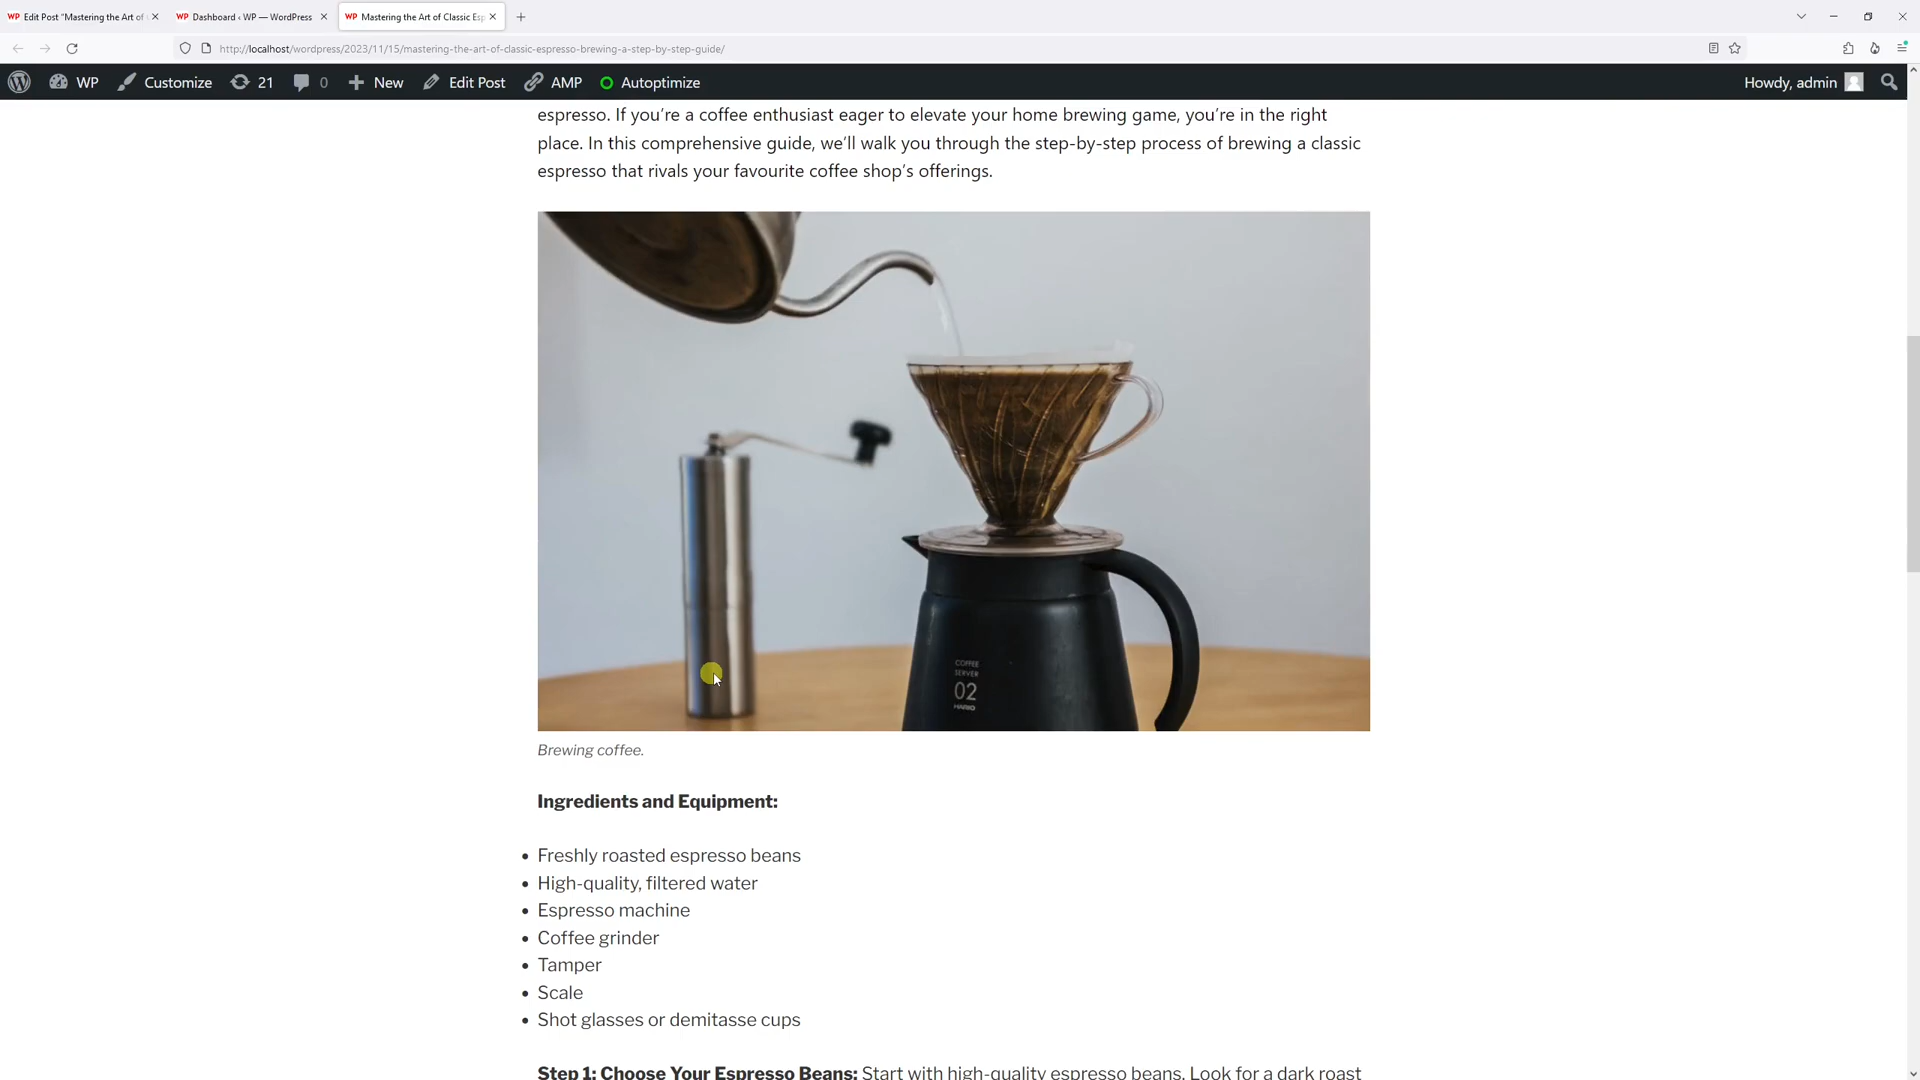 Edit Post "Mastering the Art of
Dashboard ‹ WP — WordPress
Mastering the Art of Classic Esp
http://localhost/wordpress/2023/11/15/mastering-the-art-of-classic-espresso-brewing-a-step-by-step-guide/
WP Customize 21 0 New Edit Post AMP Autoptimize Howdy, admin
espresso. If you're a coffee enthusiast eager to elevate your home brewing game, you're in the right
place. In this comprehensive guide, we'll walk you through the step-by-step process of brewing a classic
espresso that rivals your favourite coffee shop's offerings.
COFFEE
SERVER
02
HARIO
Brewing coffee.
Ingredients and Equipment:
• Freshly roasted espresso beans
• High-quality, filtered water
• Espresso machine
• Coffee grinder
• Tamper
• Scale
• Shot glasses or demitasse cups
Step 1: Choose Your Espresso Beans: Start with high-quality espresso beans. Look for a dark roast